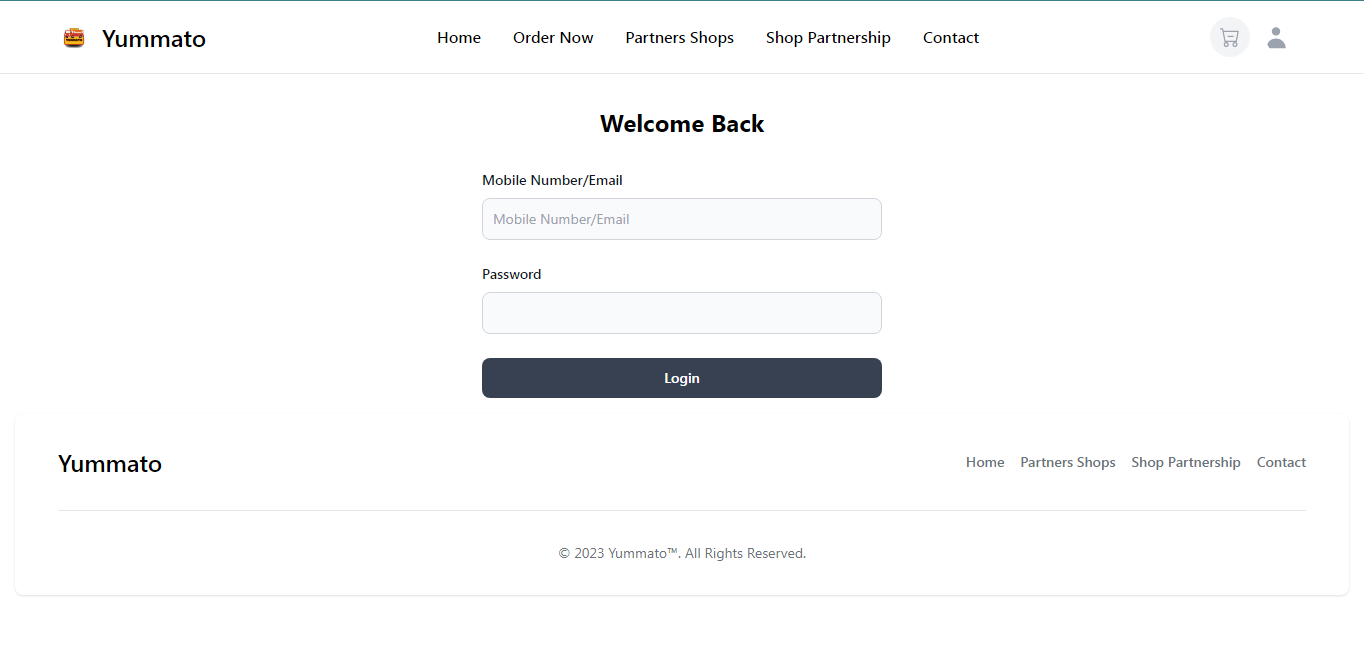 Yummato
Home Order Now Partners Shops Shop Partnership Contact
Welcome Back
Mobile Number/Email
Mobile Number/Email
Password
Login
Yummato
Home Partners Shops Shop Partnership Contact
© 2023 Yummato™. All Rights Reserved.